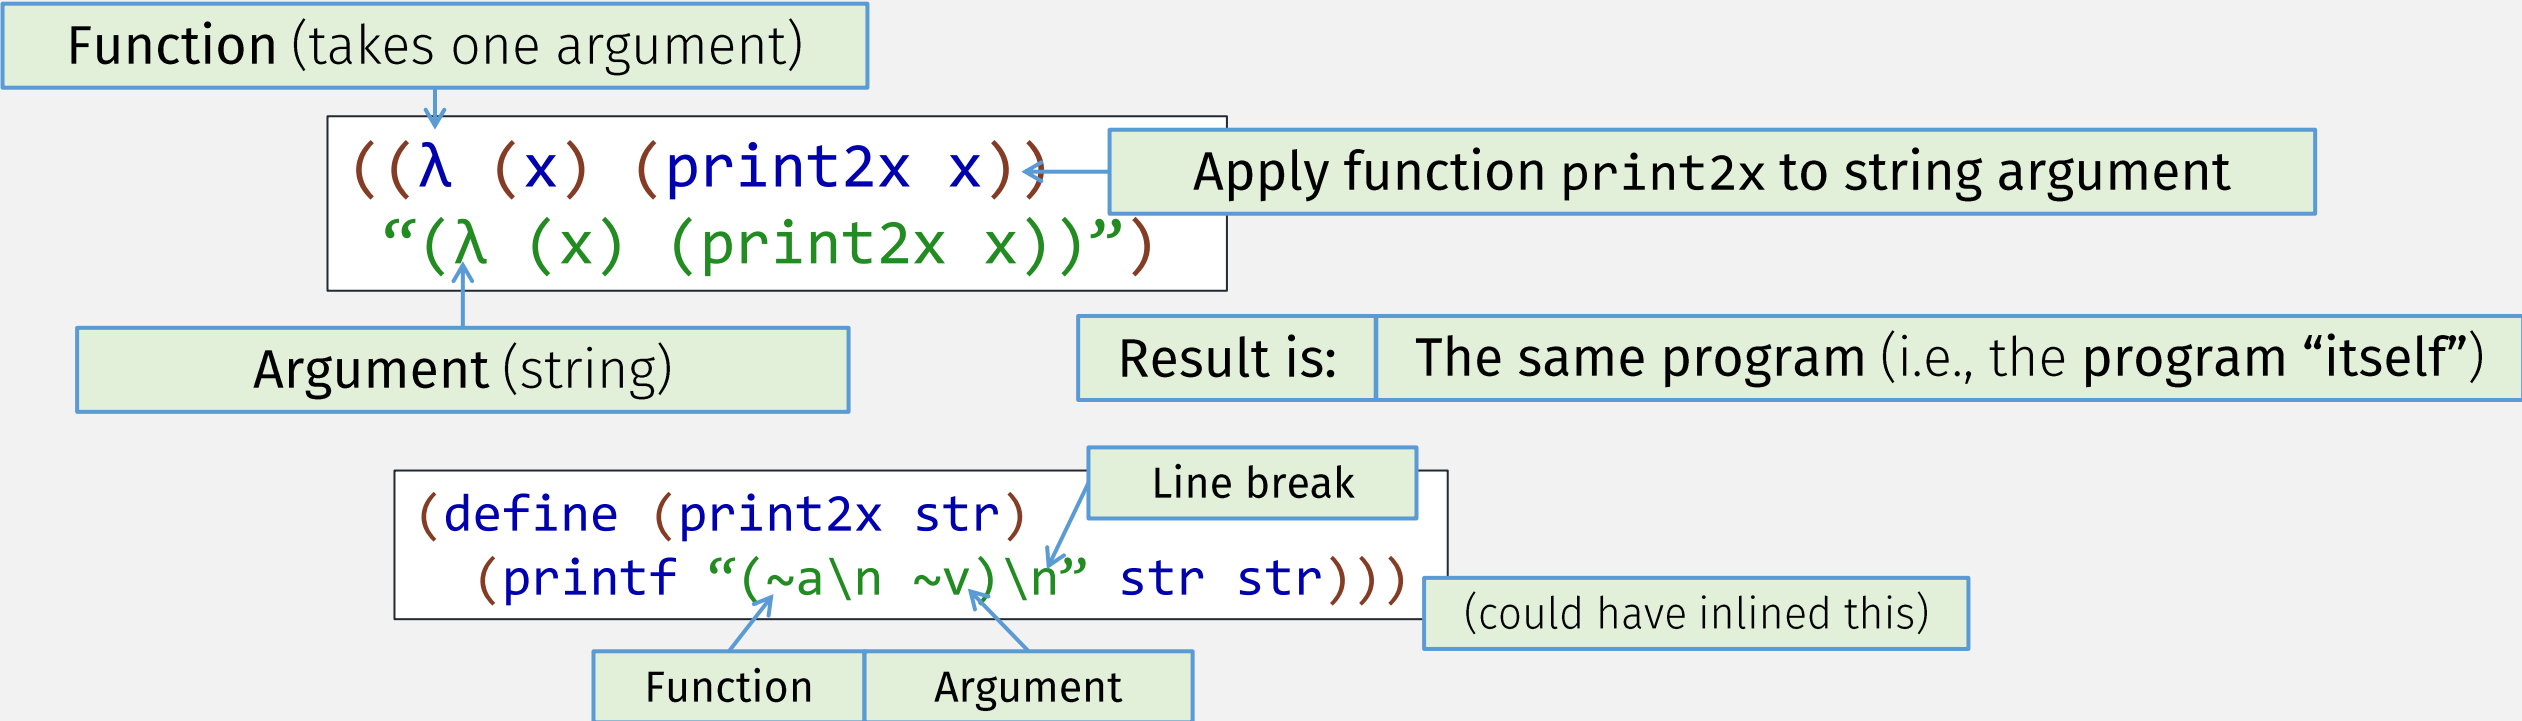 Function (takes one argument)
((λ (x) (print2x x))
Apply function print2x to string argument
“(λ (x) (print2x x))”)
Argument (string)
Result is:
The same program (i.e., the program “itself”)
Line break
(define (print2x str)
(printf “(~a\n ~v)\n” str str)))
(could have inlined this)
Function
Argument